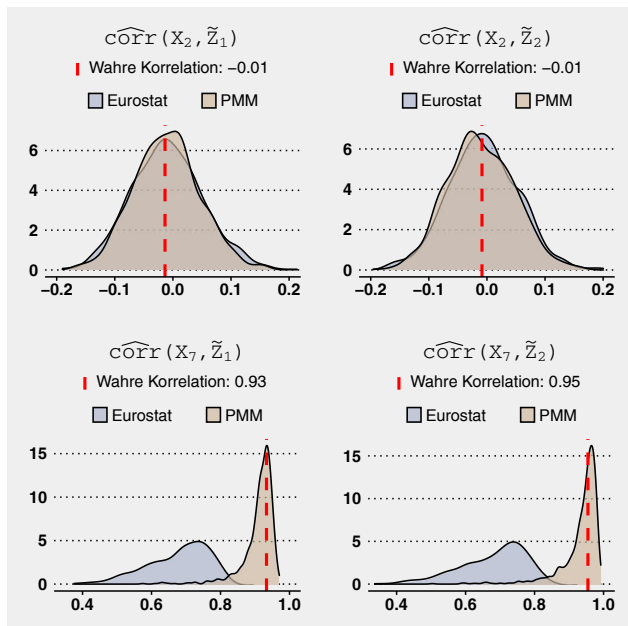 corr^(X₂, Z̃₁)
Wahre Korrelation: −0.01
Eurostat PMM
6
4
2
0
−0.2 −0.1 0.0 0.1 0.2
corr^(X₂, Z̃₂)
Wahre Korrelation: −0.01
Eurostat PMM
6
4
2
0
−0.2 −0.1 0.0 0.1 0.2
corr^(X₇, Z̃₁)
Wahre Korrelation: 0.93
Eurostat PMM
15
10
5
0
0.4 0.6 0.8 1.0
corr^(X₇, Z̃₂)
Wahre Korrelation: 0.95
Eurostat PMM
15
10
5
0
0.4 0.6 0.8 1.0